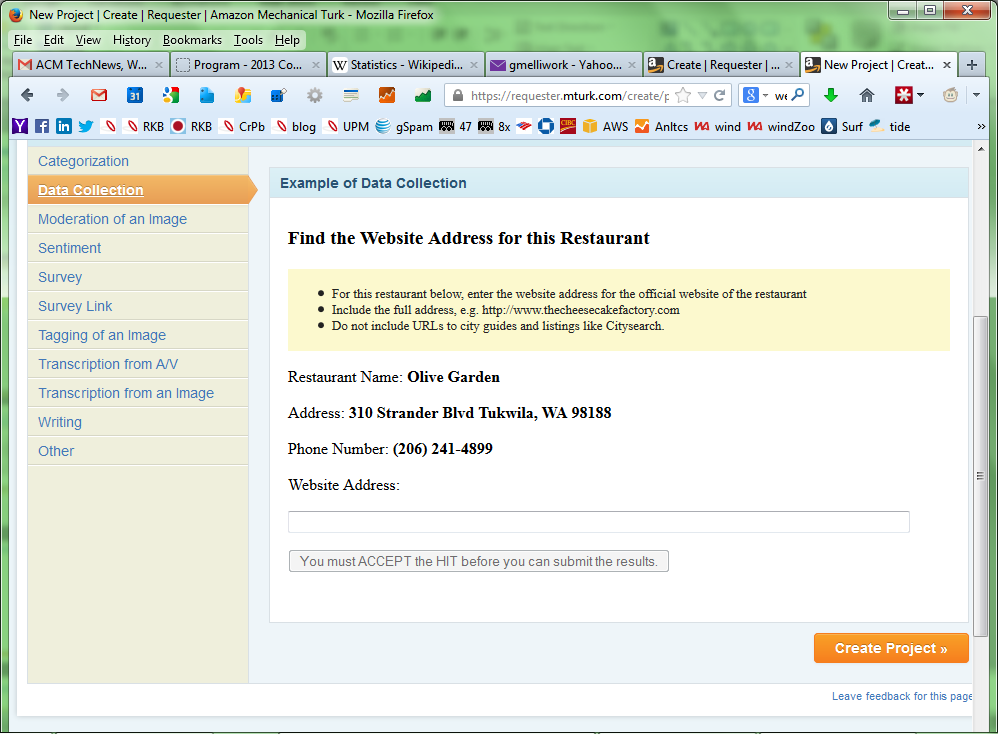 New Project | Create | Requester | Amazon Mechanical Turk - Mozilla Firefox
File Edit View History Bookmarks Tools Help
ACM TechNews, W... × Program - 2013 Co... × Statistics - Wikipedi... × gmelliwork - Yahoo... × Create | Requester | ... × New Project | Creat... × +
31 https://requester.mturk.com/create/p we
RKB RKB CrPb blog UPM gSpam 47 8x CIBC AWS Anltcs WA wind WA windZoo Surf tide »
Categorization
Data Collection
Moderation of an Image
Sentiment
Survey
Survey Link
Tagging of an Image
Transcription from A/V
Transcription from an Image
Writing
Other
Example of Data Collection
Find the Website Address for this Restaurant
• For this restaurant below, enter the website address for the official website of the restaurant
• Include the full address, e.g. http://www.thecheesecakefactory.com
• Do not include URLs to city guides and listings like Citysearch.
Restaurant Name: Olive Garden
Address: 310 Strander Blvd Tukwila, WA 98188
Phone Number: (206) 241-4899
Website Address:
You must ACCEPT the HIT before you can submit the results.
Create Project »
Leave feedback for this page